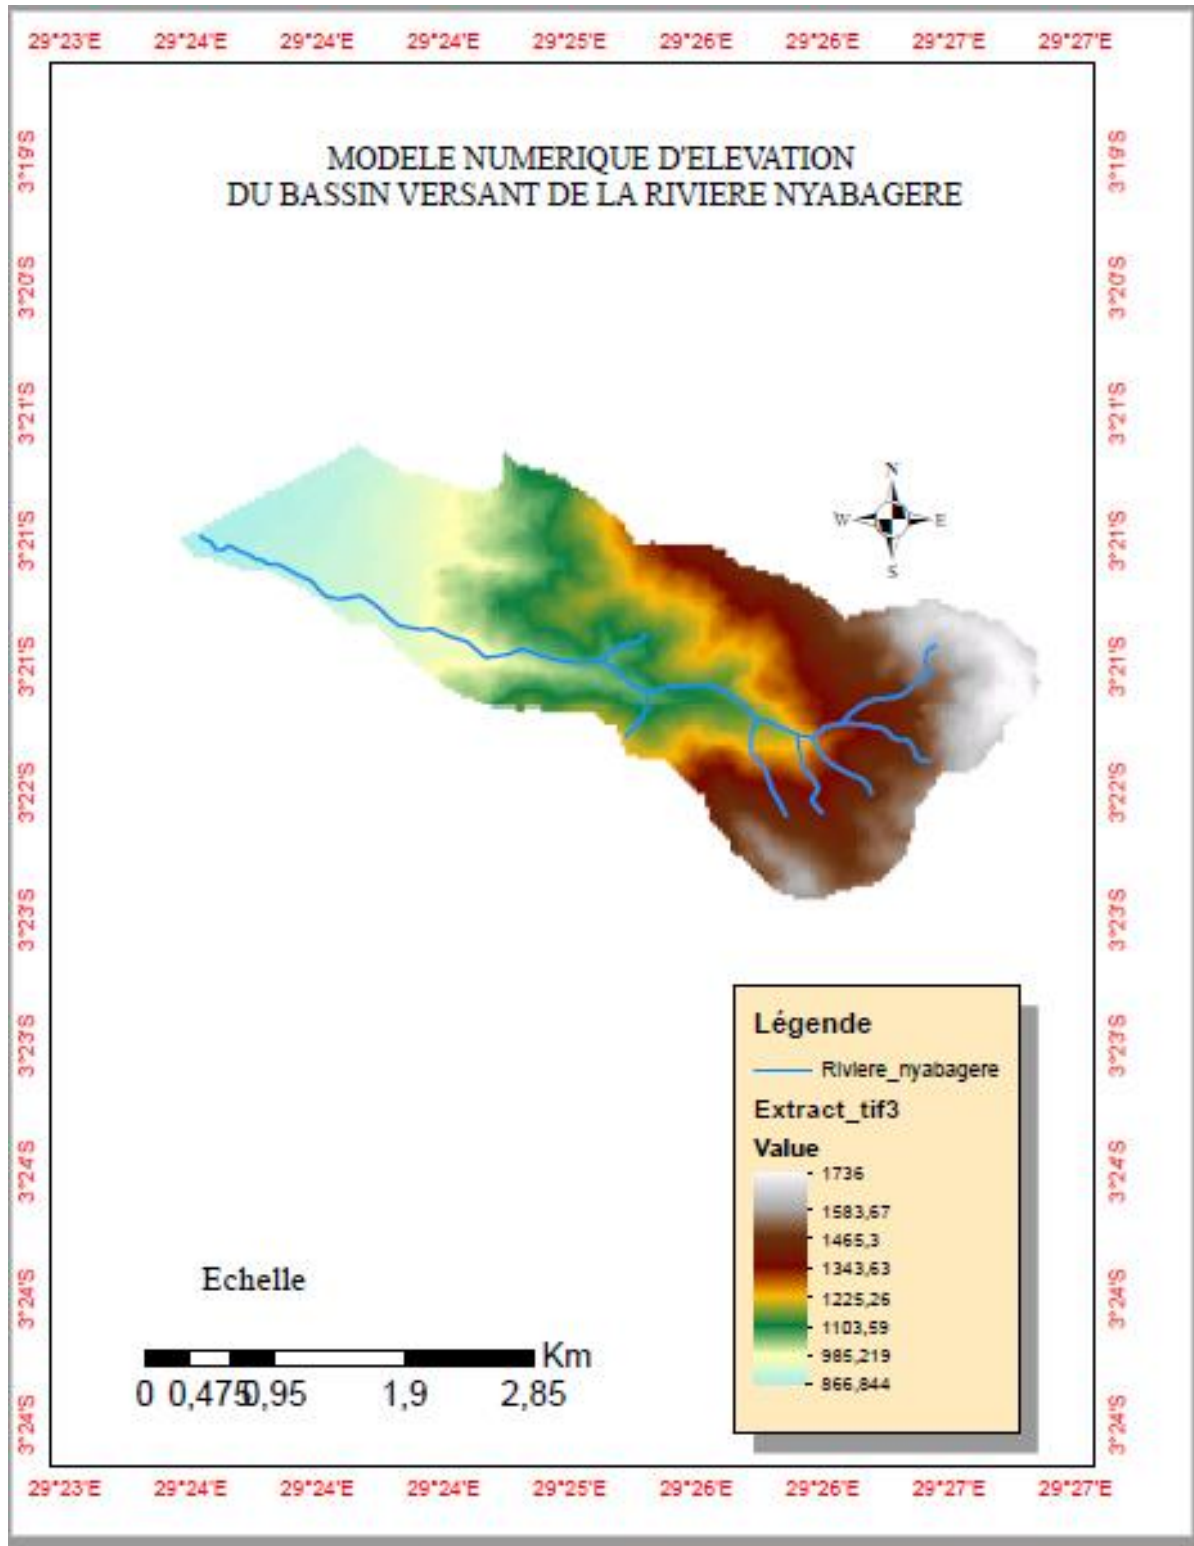 29°23'E 29°24'E 29°24'E 29°24'E 29°25'E 29°26'E 29°26'E 29°27'E 29°27'E
MODELE NUMERIQUE D'ELEVATION
DU BASSIN VERSANT DE LA RIVIERE NYABAGERE
3°19'S 3°19'S
3°20'S 3°20'S
3°21'S 3°21'S
3°21'S 3°21'S
3°21'S 3°21'S
3°22'S 3°22'S
3°23'S 3°23'S
3°23'S 3°23'S
3°24'S 3°24'S
3°24'S 3°24'S
3°24'S 3°24'S
N
W E
S
Légende
Riviere_nyabagere
Extract_tif3
Value
1736
1583,67
1465,3
1343,63
1225,26
1103,59
985,219
866,844
Echelle
Km
0 0,475 0,95 1,9 2,85
29°23'E 29°24'E 29°24'E 29°24'E 29°25'E 29°26'E 29°26'E 29°27'E 29°27'E